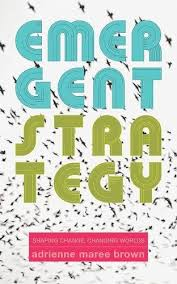 EMER
GENT
STRA
TEGY
SHAPING CHANGE, CHANGING WORLDS
adrienne maree brown